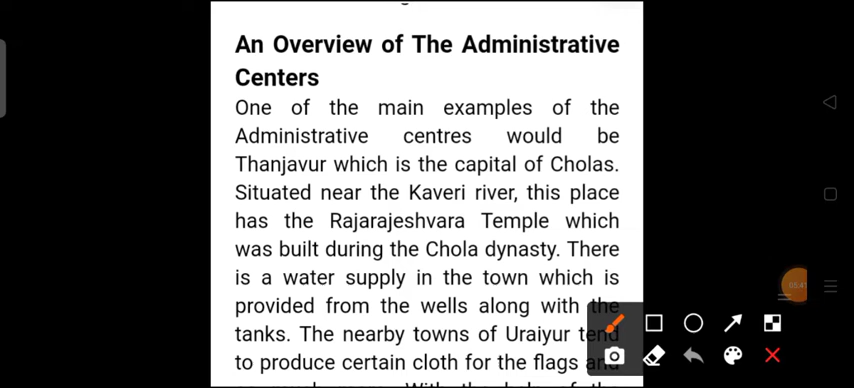 An Overview of The Administrative
Centers
One of the main examples of the
Administrative centres would be
Thanjavur which is the capital of Cholas.
Situated near the Kaveri river, this place
has the Rajarajeshvara Temple which
was built during the Chola dynasty. There
is a water supply in the town which is
provided from the wells along with the
tanks. The nearby towns of Uraiyur tend
to produce certain cloth for the flags and